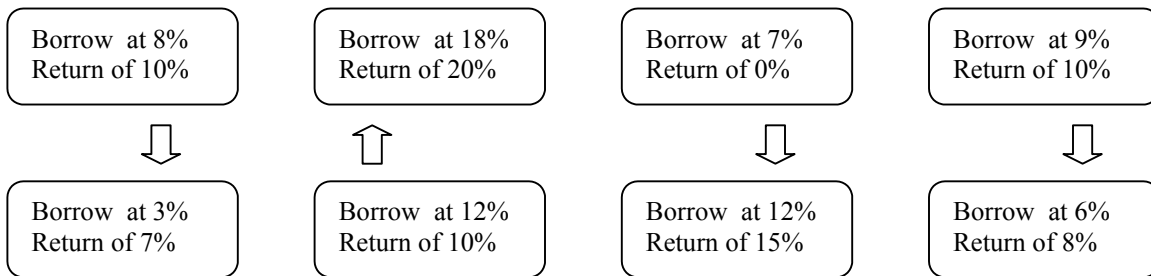 Borrow at 8%
Return of 10%
Borrow at 18%
Return of 20%
Borrow at 7%
Return of 0%
Borrow at 9%
Return of 10%
Borrow at 3%
Return of 7%
Borrow at 12%
Return of 10%
Borrow at 12%
Return of 15%
Borrow at 6%
Return of 8%